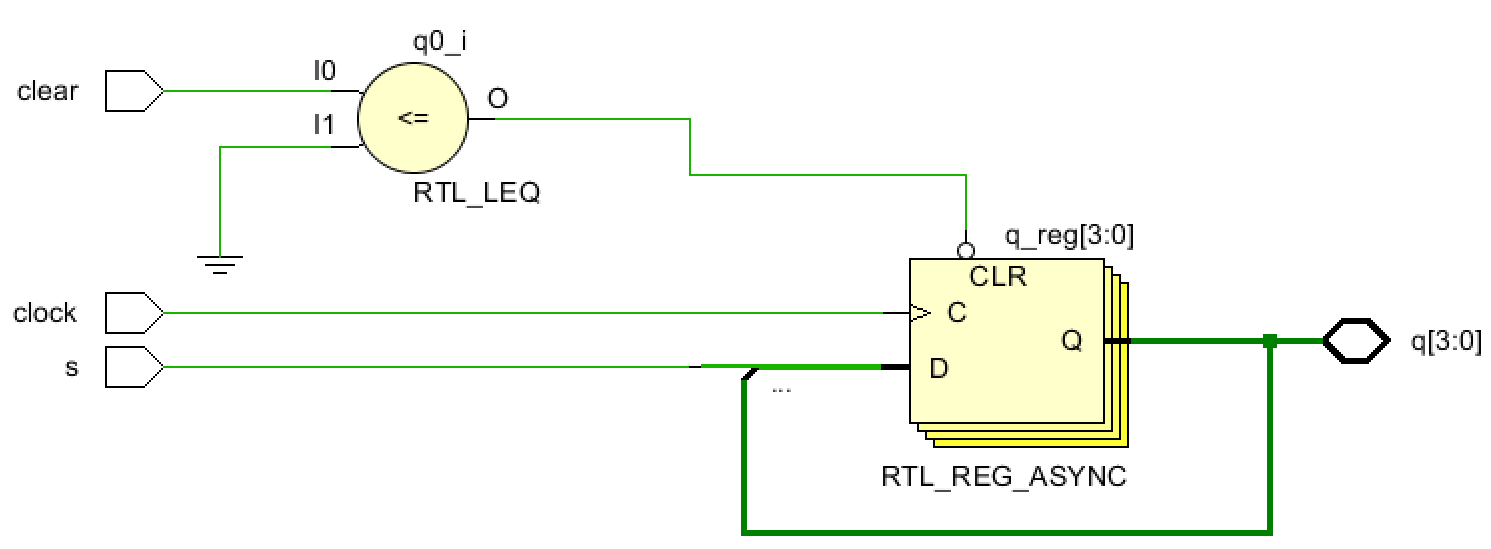 q0_i
clear
I0
I1
<=
O
RTL_LEQ
q_reg[3:0]
CLR
clock
C
s
D
Q
q[3:0]
...
RTL_REG_ASYNC